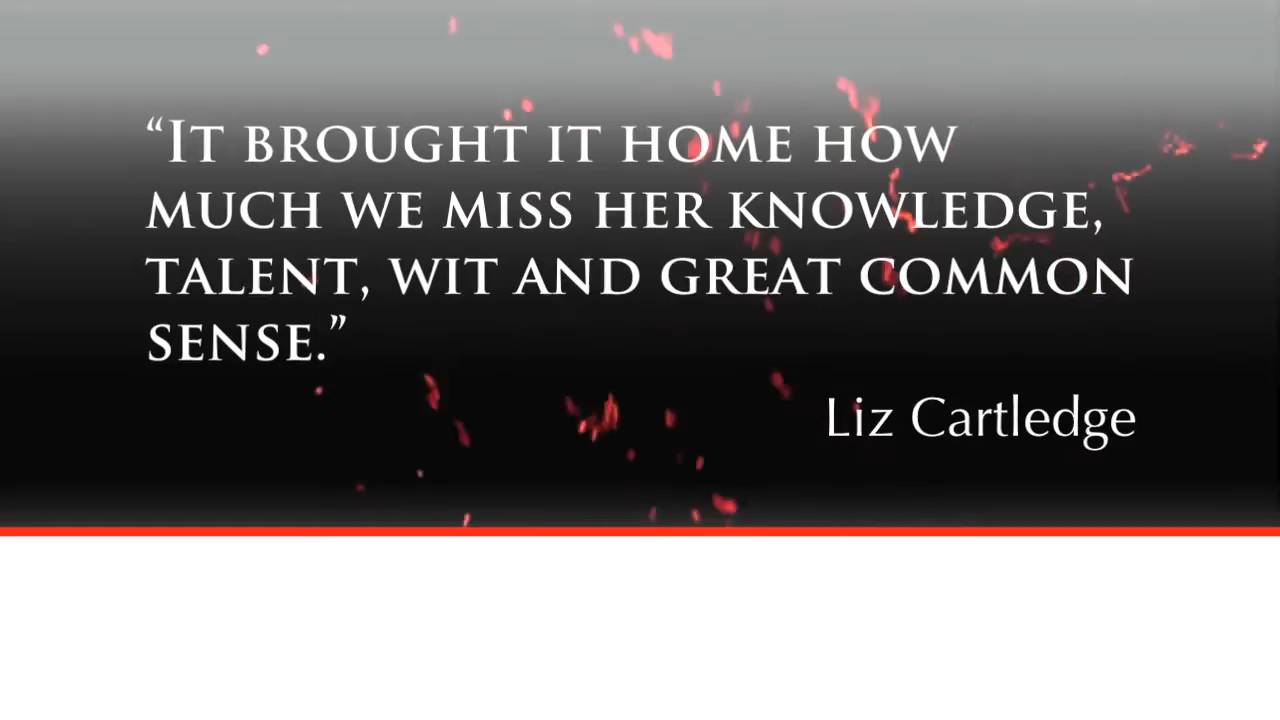 “It brought it home how
much we miss her knowledge,
talent, wit and great common
sense.”
Liz Cartledge